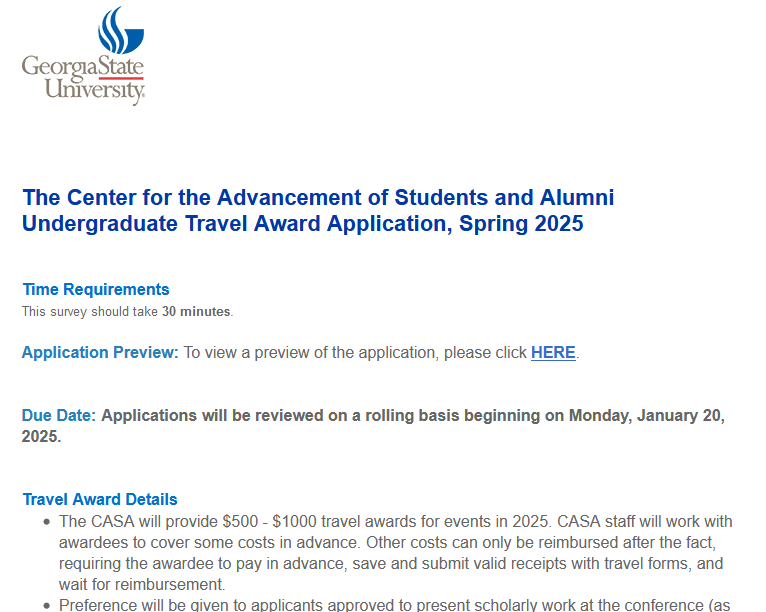 GeorgiaState
University
The Center for the Advancement of Students and Alumni
Undergraduate Travel Award Application, Spring 2025
Time Requirements
This survey should take 30 minutes.
Application Preview: To view a preview of the application, please click HERE.
Due Date: Applications will be reviewed on a rolling basis beginning on Monday, January 20,
2025.
Travel Award Details
• The CASA will provide $500 - $1000 travel awards for events in 2025. CASA staff will work with
awardees to cover some costs in advance. Other costs can only be reimbursed after the fact,
requiring the awardee to pay in advance, save and submit valid receipts with travel forms, and
wait for reimbursement.
• Preference will be given to applicants approved to present scholarly work at the conference (as